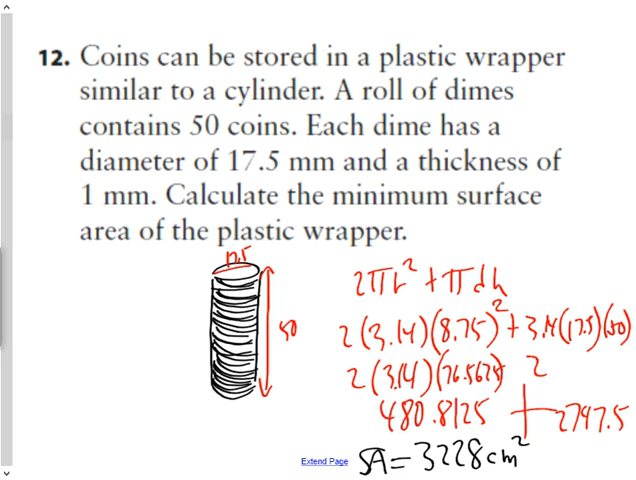 12. Coins can be stored in a plastic wrapper
similar to a cylinder. A roll of dimes
contains 50 coins. Each dime has a
diameter of 17.5 mm and a thickness of
1 mm. Calculate the minimum surface
area of the plastic wrapper.
17.5
50
2πr² + πdh
2(3.14)(8.75)² + 3.14(17.5)(50)
2(3.14)(76.5625) 2
480.8125 + 2747.5
Extend Page
SA = 3228cm²